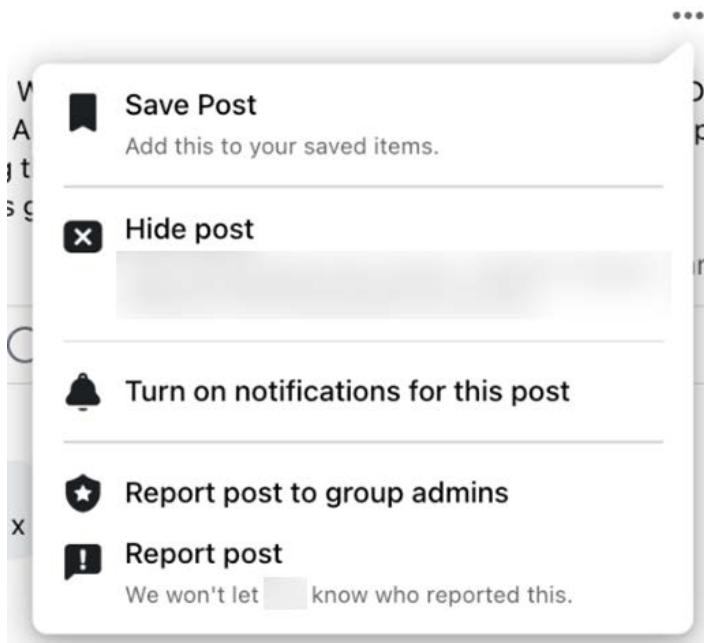 Save Post
Add this to your saved items.
Hide post
Turn on notifications for this post
Report post to group admins
Report post
We won't let know who reported this.
x